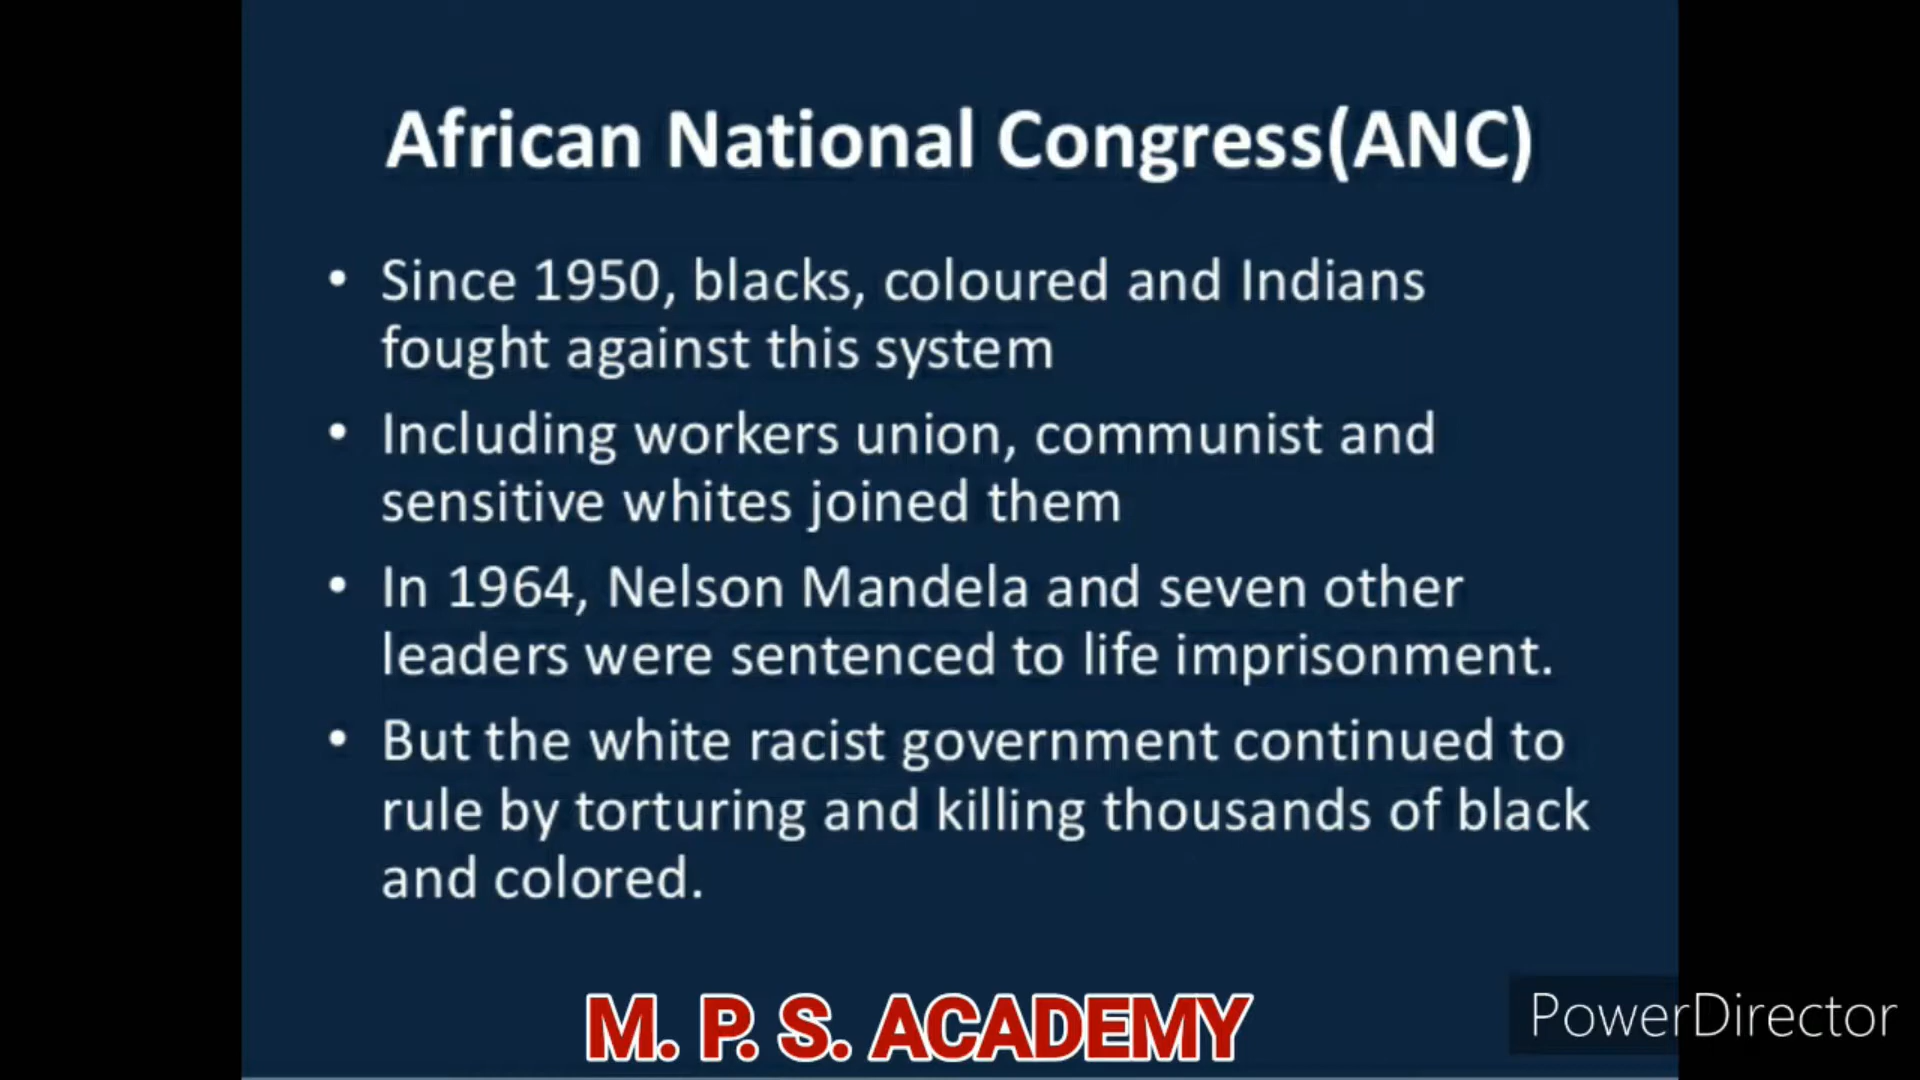 African National Congress(ANC)
• Since 1950, blacks, coloured and Indians
fought against this system
• Including workers union, communist and
sensitive whites joined them
• In 1964, Nelson Mandela and seven other
leaders were sentenced to life imprisonment.
• But the white racist government continued to
rule by torturing and killing thousands of black
and colored.
M. P. S. ACADEMY
PowerDirector